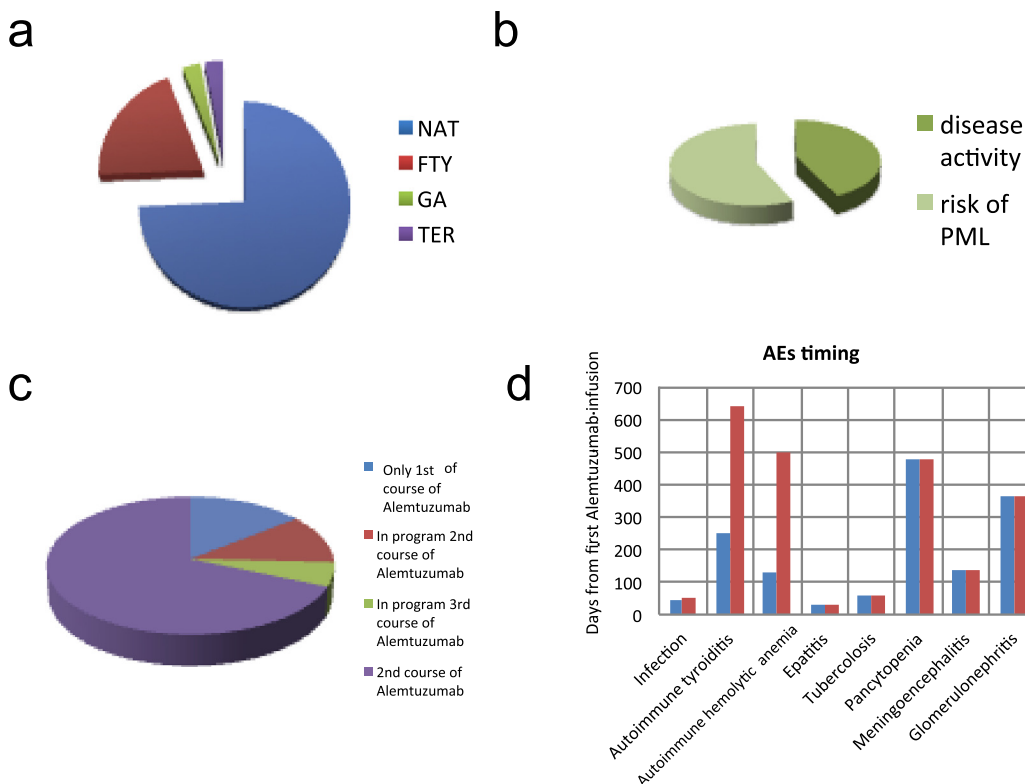 a
NAT
FTY
GA
TER
b
disease
activity
risk of
PML
c
Only 1st of
course of
Alemtuzumab
In program 2nd
course of
Alemtuzumab
In program 3rd
course of
Alemtuzumab
2nd course of
Alemtuzumab
d
AEs timing
Days from first Alemtuzumab-infusion
700
600
500
400
300
200
100
0
Infection
Autoimmune tyroiditis
Autoimmune hemolytic anemia
Epatitis
Tubercolosis
Pancytopenia
Meningoencephalitis
Glomerulonephritis